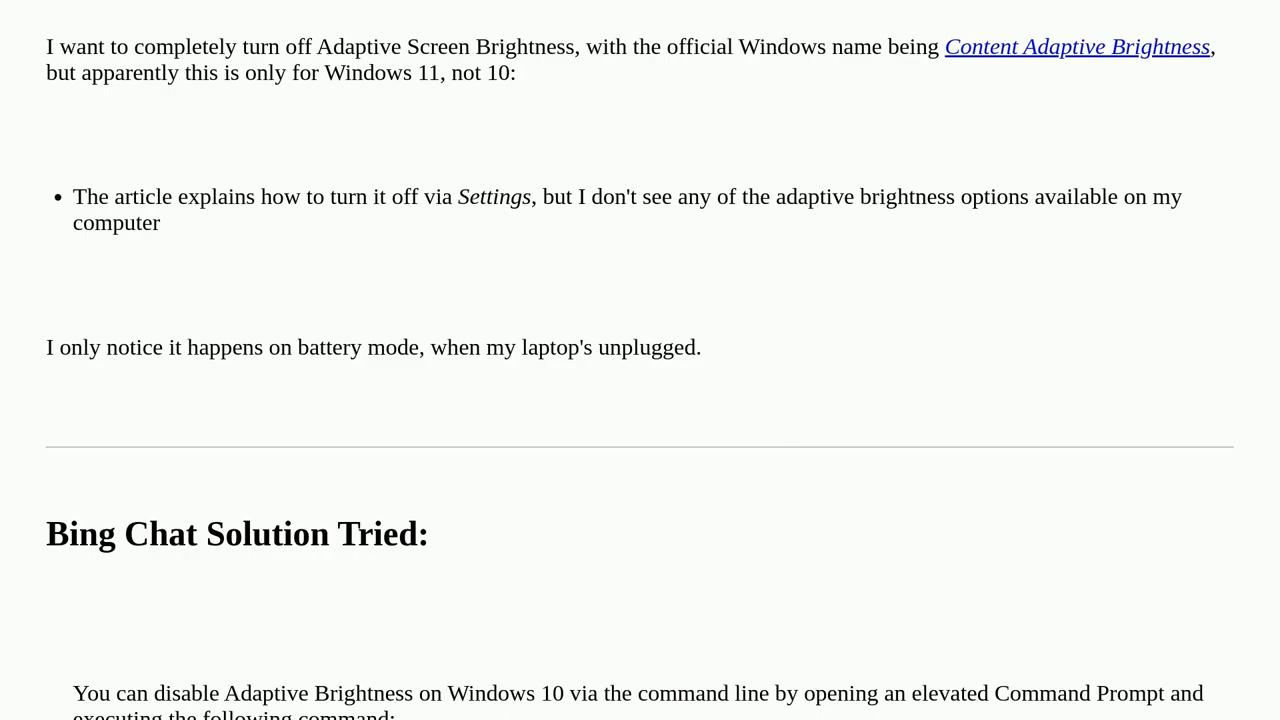 I want to completely turn off Adaptive Screen Brightness, with the official Windows name being Content Adaptive Brightness,
but apparently this is only for Windows 11, not 10:
• The article explains how to turn it off via Settings, but I don't see any of the adaptive brightness options available on my
computer
I only notice it happens on battery mode, when my laptop's unplugged.
Bing Chat Solution Tried:
You can disable Adaptive Brightness on Windows 10 via the command line by opening an elevated Command Prompt and
executing the following command: